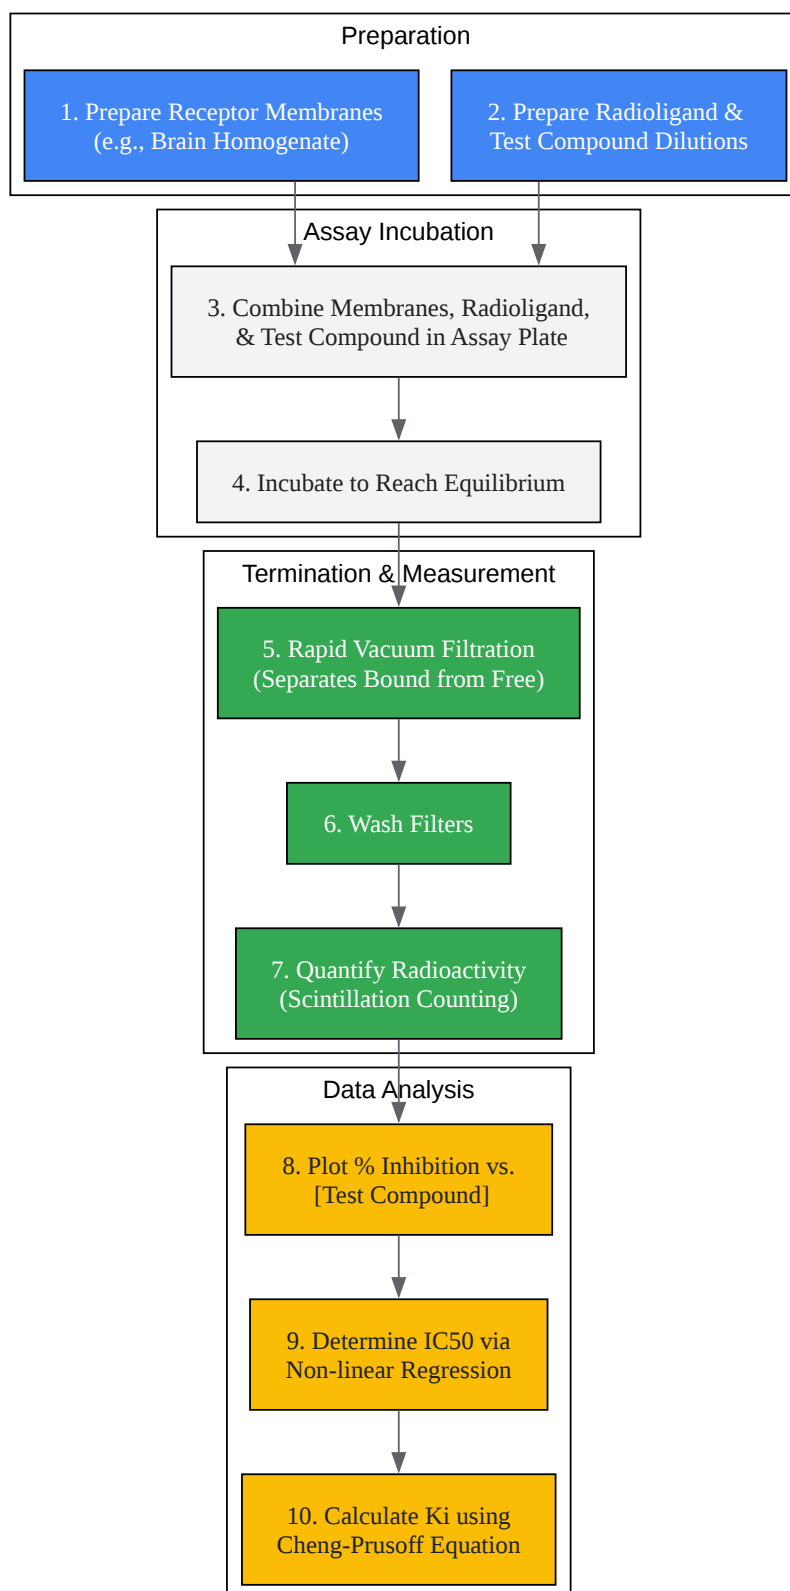 Preparation
1. Prepare Receptor Membranes
(e.g., Brain Homogenate)
2. Prepare Radioligand &
Test Compound Dilutions
Assay Incubation
3. Combine Membranes, Radioligand,
& Test Compound in Assay Plate
4. Incubate to Reach Equilibrium
Termination & Measurement
5. Rapid Vacuum Filtration
(Separates Bound from Free)
6. Wash Filters
7. Quantify Radioactivity
(Scintillation Counting)
Data Analysis
8. Plot % Inhibition vs.
[Test Compound]
9. Determine IC50 via
Non-linear Regression
10. Calculate Ki using
Cheng-Prusoff Equation